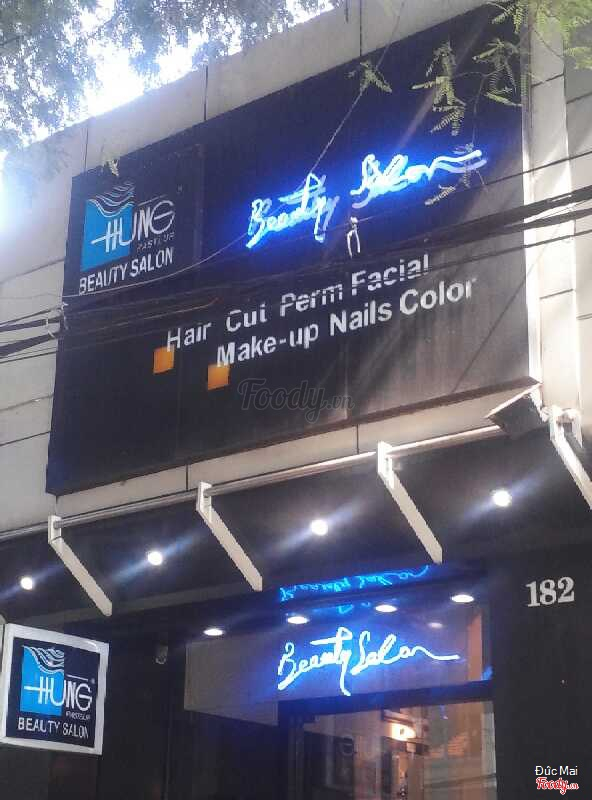 HUNG®
PASTEUR
BEAUTY SALON
Beauty Salon
Hair Cut Perm Facial
Make-up Nails Color
Foody.vn
182
Beauty Salon
HUNG
PASTEUR
BEAUTY SALON
Đức Mai
Foody.vn